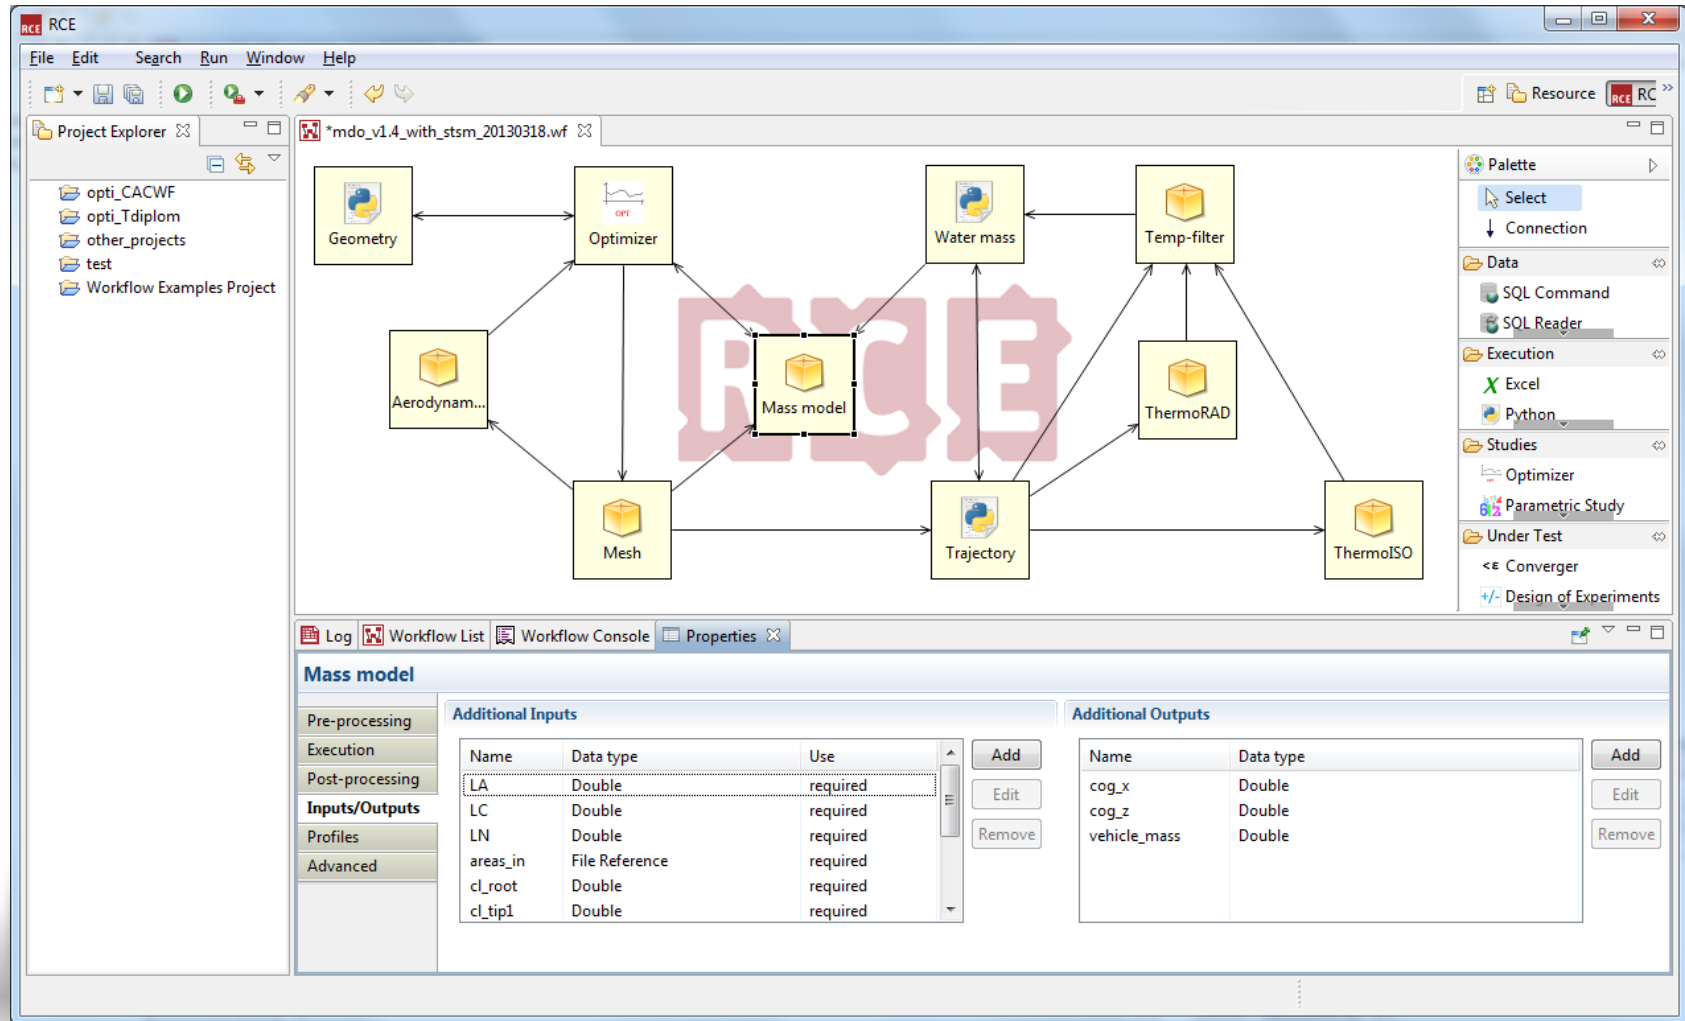 RCE RCE
File Edit Search Run Window Help
Resource RCE RC
Project Explorer
opti_CACWF
opti_Tdiplom
other_projects
test
Workflow Examples Project
*mdo_v1.4_with_stsm_20130318.wf
Geometry
OPT
Optimizer
Water mass
Temp-filter
Aerodynam...
RCE
Mass model
ThermoRAD
Mesh
Trajectory
ThermoISO
Palette
Select
Connection
Data
SQL Command
SQL Reader
Execution
X Excel
Python
Studies
Optimizer
Parametric Study
Under Test
<ε Converger
+/- Design of Experiments
Log Workflow List Workflow Console Properties
Mass model
Pre-processing
Execution
Post-processing
Inputs/Outputs
Profiles
Advanced
Additional Inputs
Name Data type Use
LA Double required
LC Double required
LN Double required
areas_in File Reference required
cl_root Double required
cl_tip1 Double required
Add
Edit
Remove
Additional Outputs
Name Data type
cog_x Double
cog_z Double
vehicle_mass Double
Add
Edit
Remove